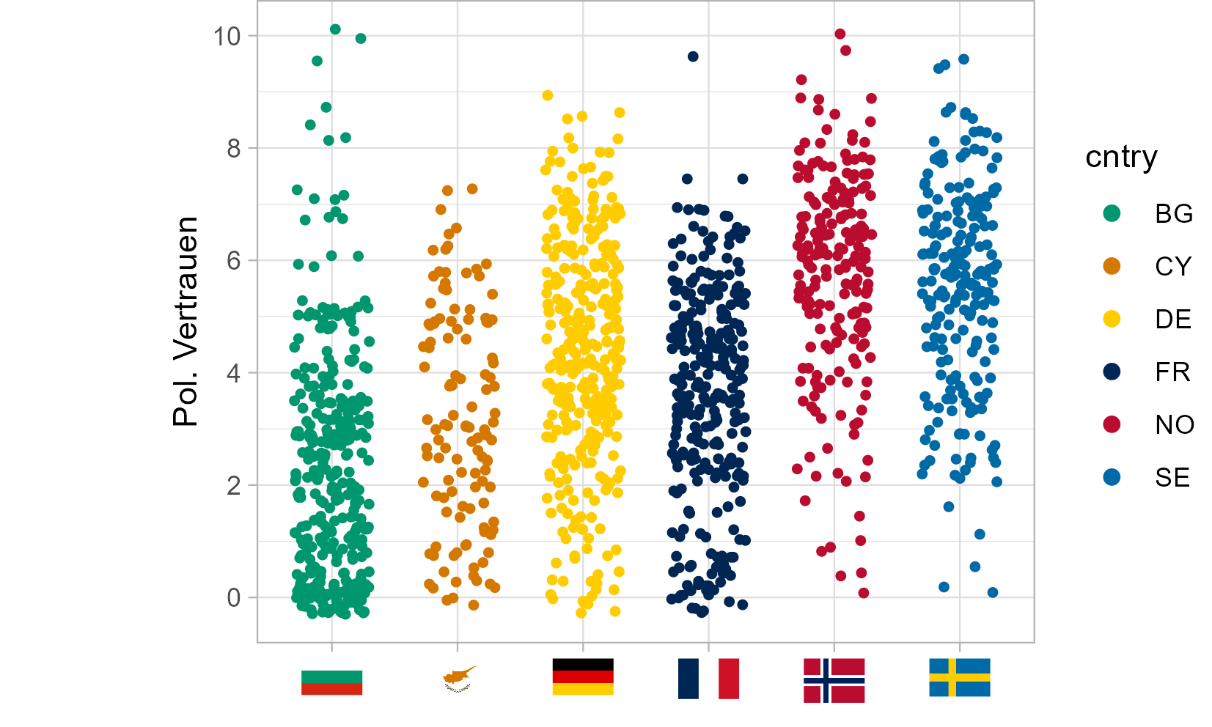 10
8
6
4
2
0
Pol. Vertrauen
cntry
BG
CY
DE
FR
NO
SE